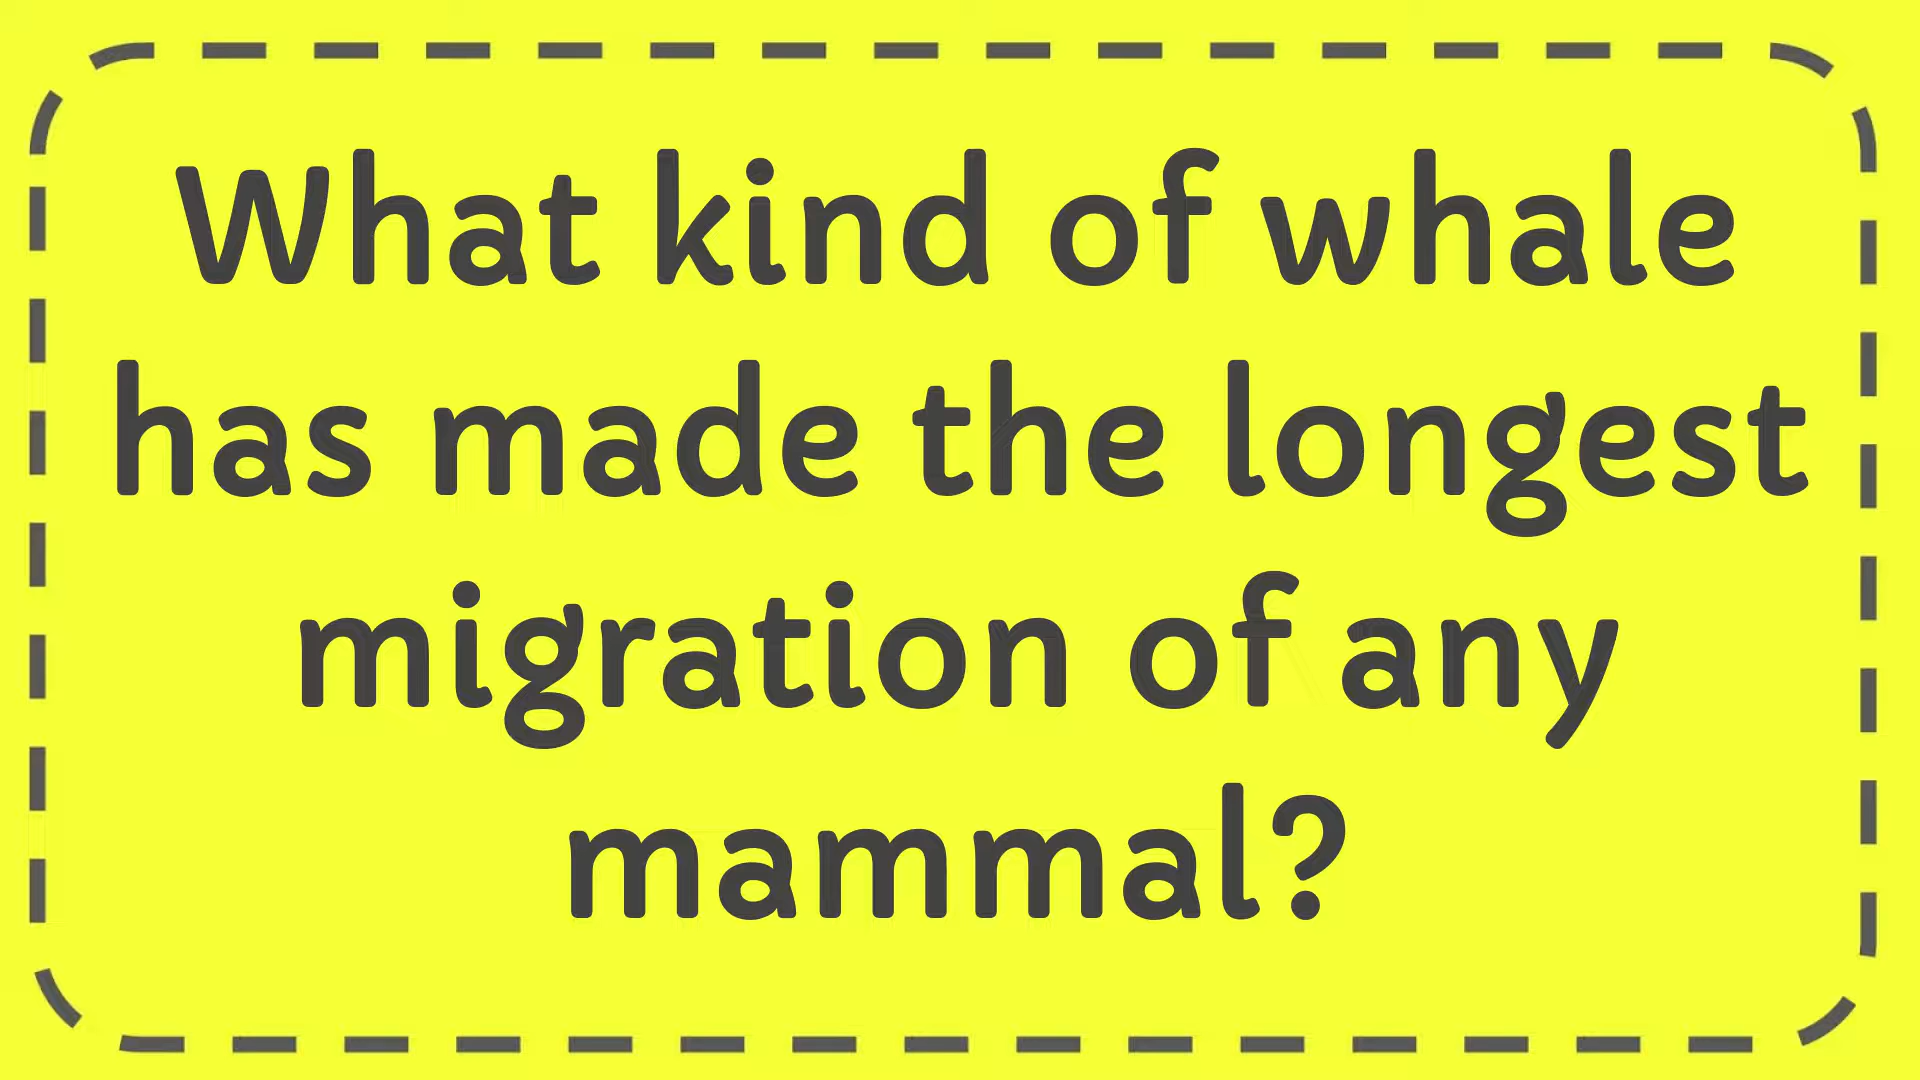 What kind of whale
has made the longest
migration of any
mammal?